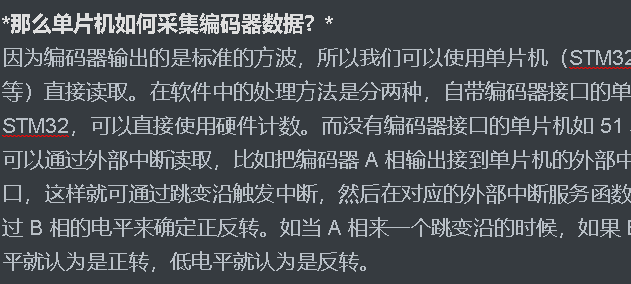 *那么单片机如何采集编码器数据？*
因为编码器输出的是标准的方波，所以我们可以使用单片机（STM32
等）直接读取。在软件中的处理方法是分两种，自带编码器接口的单
STM32，可以直接使用硬件计数。而没有编码器接口的单片机如 51
可以通过外部中断读取，比如把编码器 A 相输出接到单片机的外部中
口，这样就可通过跳变沿触发中断，然后在对应的外部中断服务函数
过 B 相的电平来确定正反转。如当 A 相来一个跳变沿的时候，如果
平就认为是正转，低电平就认为是反转。